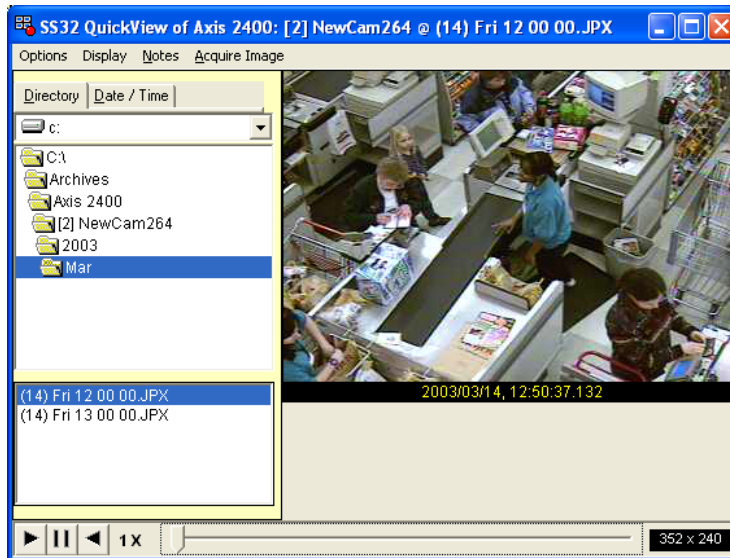 SS32 QuickView of Axis 2400: [2] NewCam264 @ (14) Fri 12 00 00.JPX
Options Display Notes Acquire Image
Directory Date / Time
c:
C:\
Archives
Axis 2400
[2] NewCam264
2003
Mar
2003/03/14, 12:50:37.132
(14) Fri 12 00 00.JPX
(14) Fri 13 00 00.JPX
1 X
352 x 240